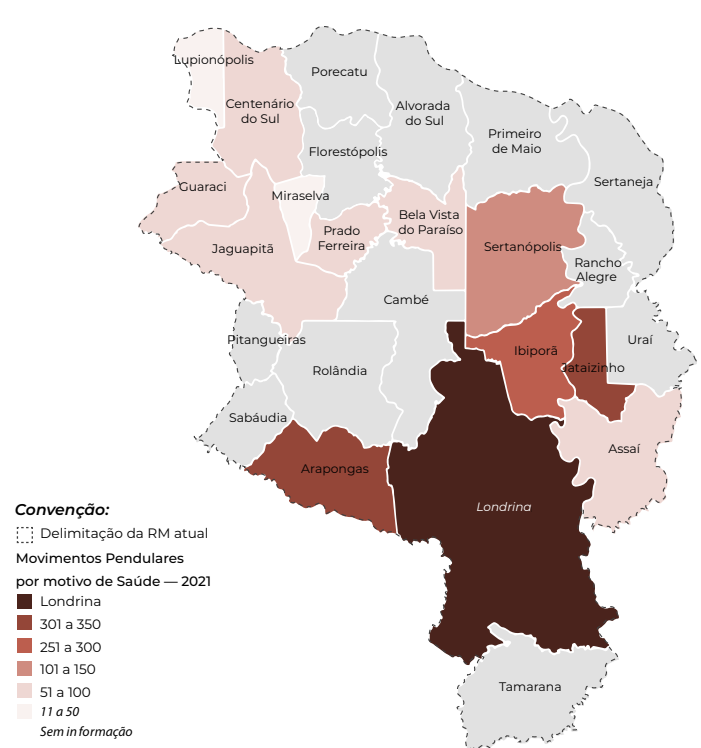 Lupionópolis
Porecatu
Centenário
do Sul
Alvorada
do Sul
Primeiro
de Maio
Florestópolis
Sertaneja
Guaraci
Miraselva
Bela Vista
do Paraíso
Prado
Ferreira
Jaguapitã
Sertanópolis
Rancho
Alegre
Cambé
Pitangueiras
Uraí
Ibiporã
Jataizinho
Rolândia
Sabáudia
Assaí
Arapongas
Londrina
Tamarana
Convenção:
Delimitação da RM atual
Movimentos Pendulares
por motivo de Saúde — 2021
Londrina
301 a 350
251 a 300
101 a 150
51 a 100
11 a 50
Sem informação